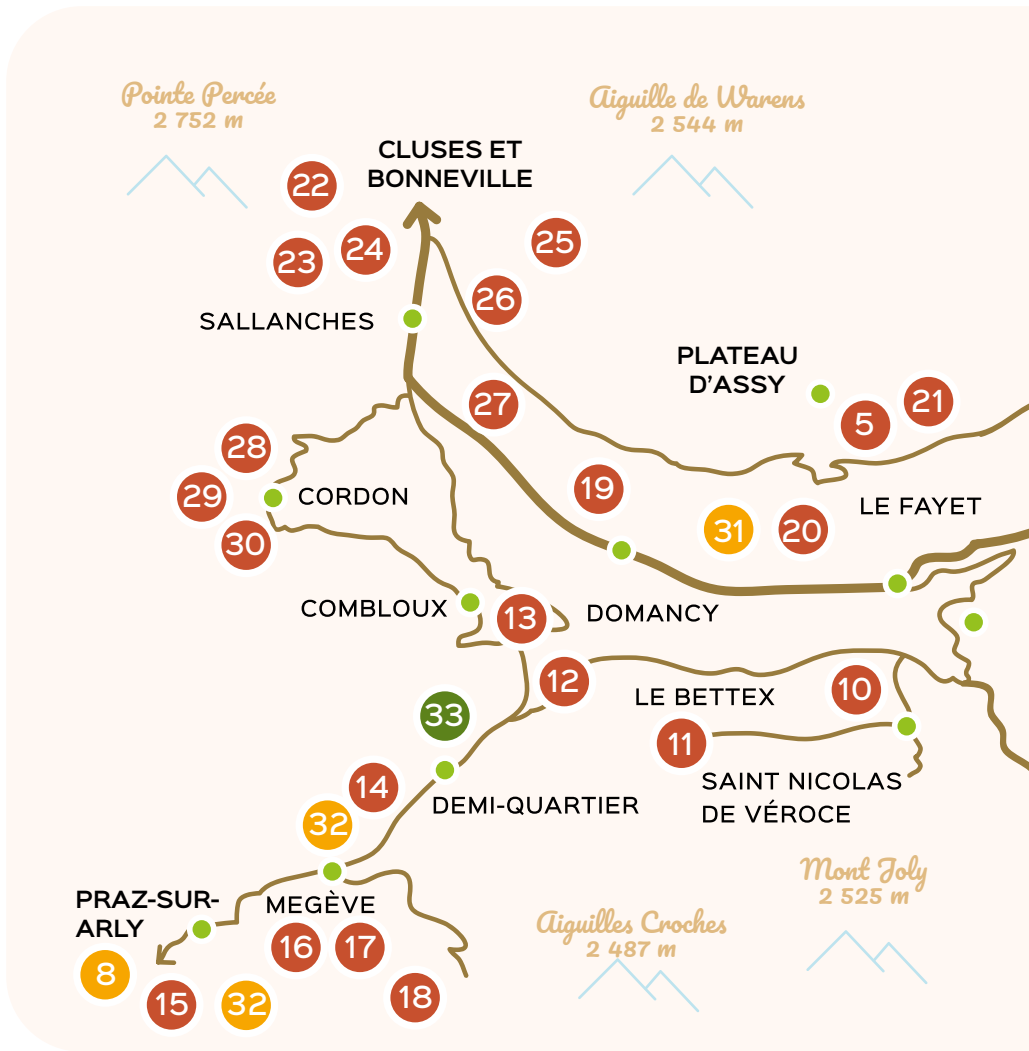 Pointe Percée
2 752 m
Aiguille de Warens
2 544 m
CLUSES ET
BONNEVILLE
22
25
24
23
26
SALLANCHES
PLATEAU
D'ASSY
27
21
5
28
19
29
CORDON
LE FAYET
31
20
30
COMBLOUX
13
DOMANCY
12
10
LE BETTEX
33
11
SAINT NICOLAS
DE VÉROCE
14
DEMI-QUARTIER
32
Mont Joly
2 525 m
PRAZ-SUR-
ARLY
MEGÈVE
Aiguilles Croches
2 487 m
16
17
8
15
32
18